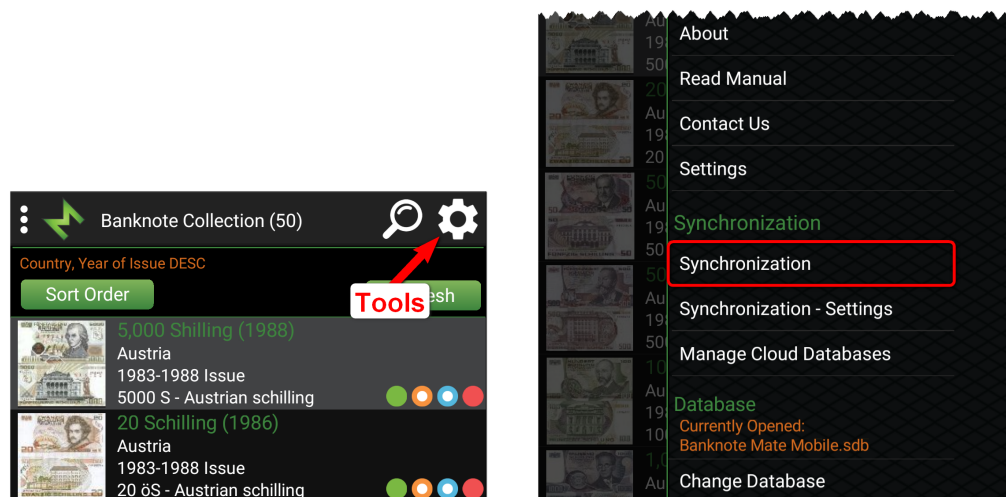 Banknote Collection (50)
Country, Year of Issue DESC
Sort Order
Tools
5,000 Shilling (1988)
Austria
1983-1988 Issue
5000 S - Austrian schilling
20 Schilling (1986)
Austria
1983-1988 Issue
20 öS - Austrian schilling
About
Read Manual
Contact Us
Settings
Synchronization
Synchronization
Synchronization - Settings
Manage Cloud Databases
Database
Currently Opened:
Banknote Mate Mobile.sdb
Change Database